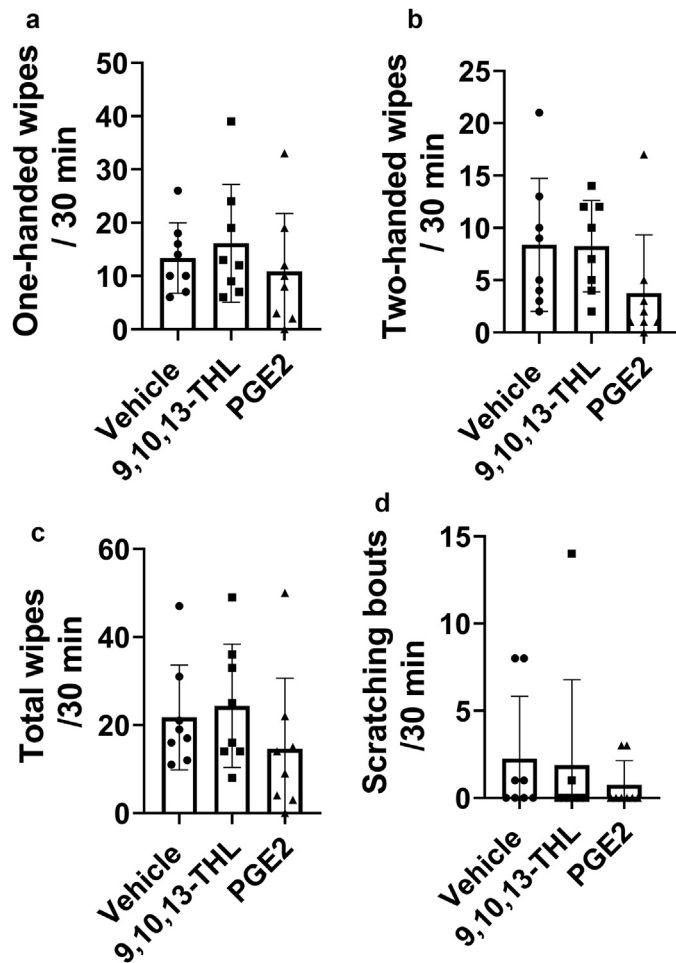 a
One-handed wipes
/ 30 min
50
40
30
20
10
0
Vehicle
9,10,13-THL
PGE2
b
Two-handed wipes
/ 30 min
25
20
15
10
5
0
Vehicle
9,10,13-THL
PGE2
c
Total wipes
/30 min
60
40
20
0
Vehicle
9,10,13-THL
PGE2
d
Scratching bouts
/30 min
15
10
5
0
Vehicle
9,10,13-THL
PGE2